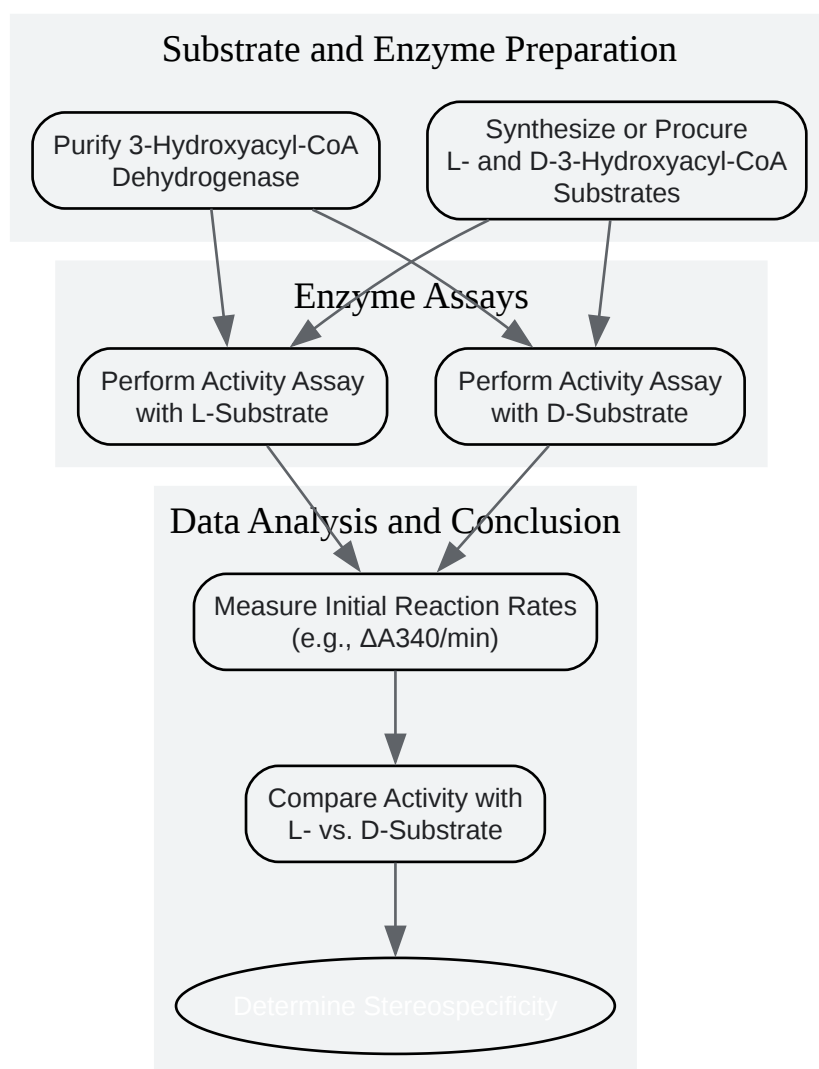 Substrate and Enzyme Preparation
Purify 3-Hydroxyacyl-CoA
Dehydrogenase
Synthesize or Procure
L- and D-3-Hydroxyacyl-CoA
Substrates
Enzyme Assays
Perform Activity Assay
with L-Substrate
Perform Activity Assay
with D-Substrate
Data Analysis and Conclusion
Measure Initial Reaction Rates
(e.g., ΔA340/min)
Compare Activity with
L- vs. D-Substrate
Determine Stereospecificity